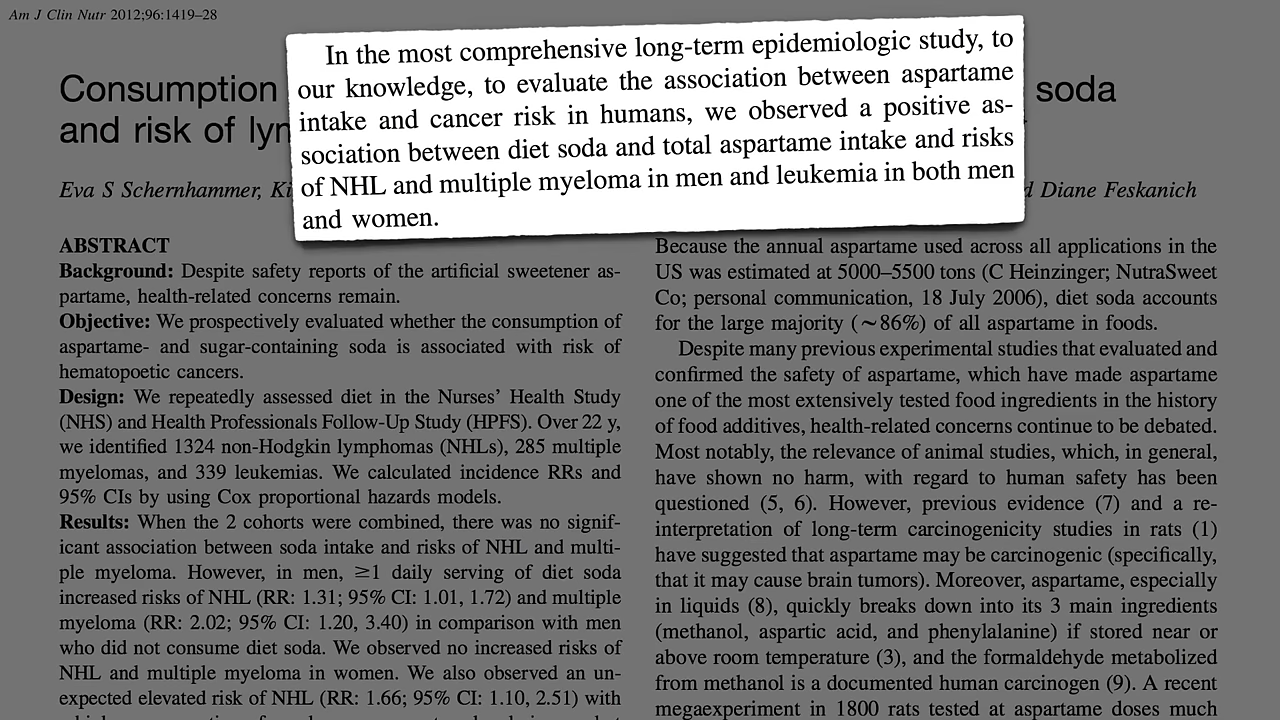 Am J Clin Nutr 2012;96:1419–28
In the most comprehensive long-term epidemiologic study, to
our knowledge, to evaluate the association between aspartame
intake and cancer risk in humans, we observed a positive as-
sociation between diet soda and total aspartame intake and risks
of NHL and multiple myeloma in men and leukemia in both men
and women.
Consumption soda
and risk of
Eva S Schernhammer, Diane Feskanich
ABSTRACT
Background: Despite safety reports of the artificial sweetener as-
partame, health-related concerns remain.
Objective: We prospectively evaluated whether the consumption of
aspartame- and sugar-containing soda is associated with risk of
hematopoetic cancers.
Design: We repeatedly assessed diet in the Nurses’ Health Study
(NHS) and Health Professionals Follow-Up Study (HPFS). Over 22 y,
we identified 1324 non-Hodgkin lymphomas (NHLs), 285 multiple
myelomas, and 339 leukemias. We calculated incidence RRs and
95% CIs by using Cox proportional hazards models.
Results: When the 2 cohorts were combined, there was no signif-
icant association between soda intake and risks of NHL and multi-
ple myeloma. However, in men, ≥1 daily serving of diet soda
increased risks of NHL (RR: 1.31; 95% CI: 1.01, 1.72) and multiple
myeloma (RR: 2.02; 95% CI: 1.20, 3.40) in comparison with men
who did not consume diet soda. We observed no increased risks of
NHL and multiple myeloma in women. We also observed an un-
expected elevated risk of NHL (RR: 1.66; 95% CI: 1.10, 2.51) with
Because the annual aspartame used across all applications in the
US was estimated at 5000–5500 tons (C Heinzinger; NutraSweet
Co; personal communication, 18 July 2006), diet soda accounts
for the large majority (∼86%) of all aspartame in foods.
Despite many previous experimental studies that evaluated and
confirmed the safety of aspartame, which have made aspartame
one of the most extensively tested food ingredients in the history
of food additives, health-related concerns continue to be debated.
Most notably, the relevance of animal studies, which, in general,
have shown no harm, with regard to human safety has been
questioned (5, 6). However, previous evidence (7) and a re-
interpretation of long-term carcinogenicity studies in rats (1)
have suggested that aspartame may be carcinogenic (specifically,
that it may cause brain tumors). Moreover, aspartame, especially
in liquids (8), quickly breaks down into its 3 main ingredients
(methanol, aspartic acid, and phenylalanine) if stored near or
above room temperature (3), and the formaldehyde metabolized
from methanol is a documented human carcinogen (9). A recent
megaexperiment in 1800 rats tested at aspartame doses much